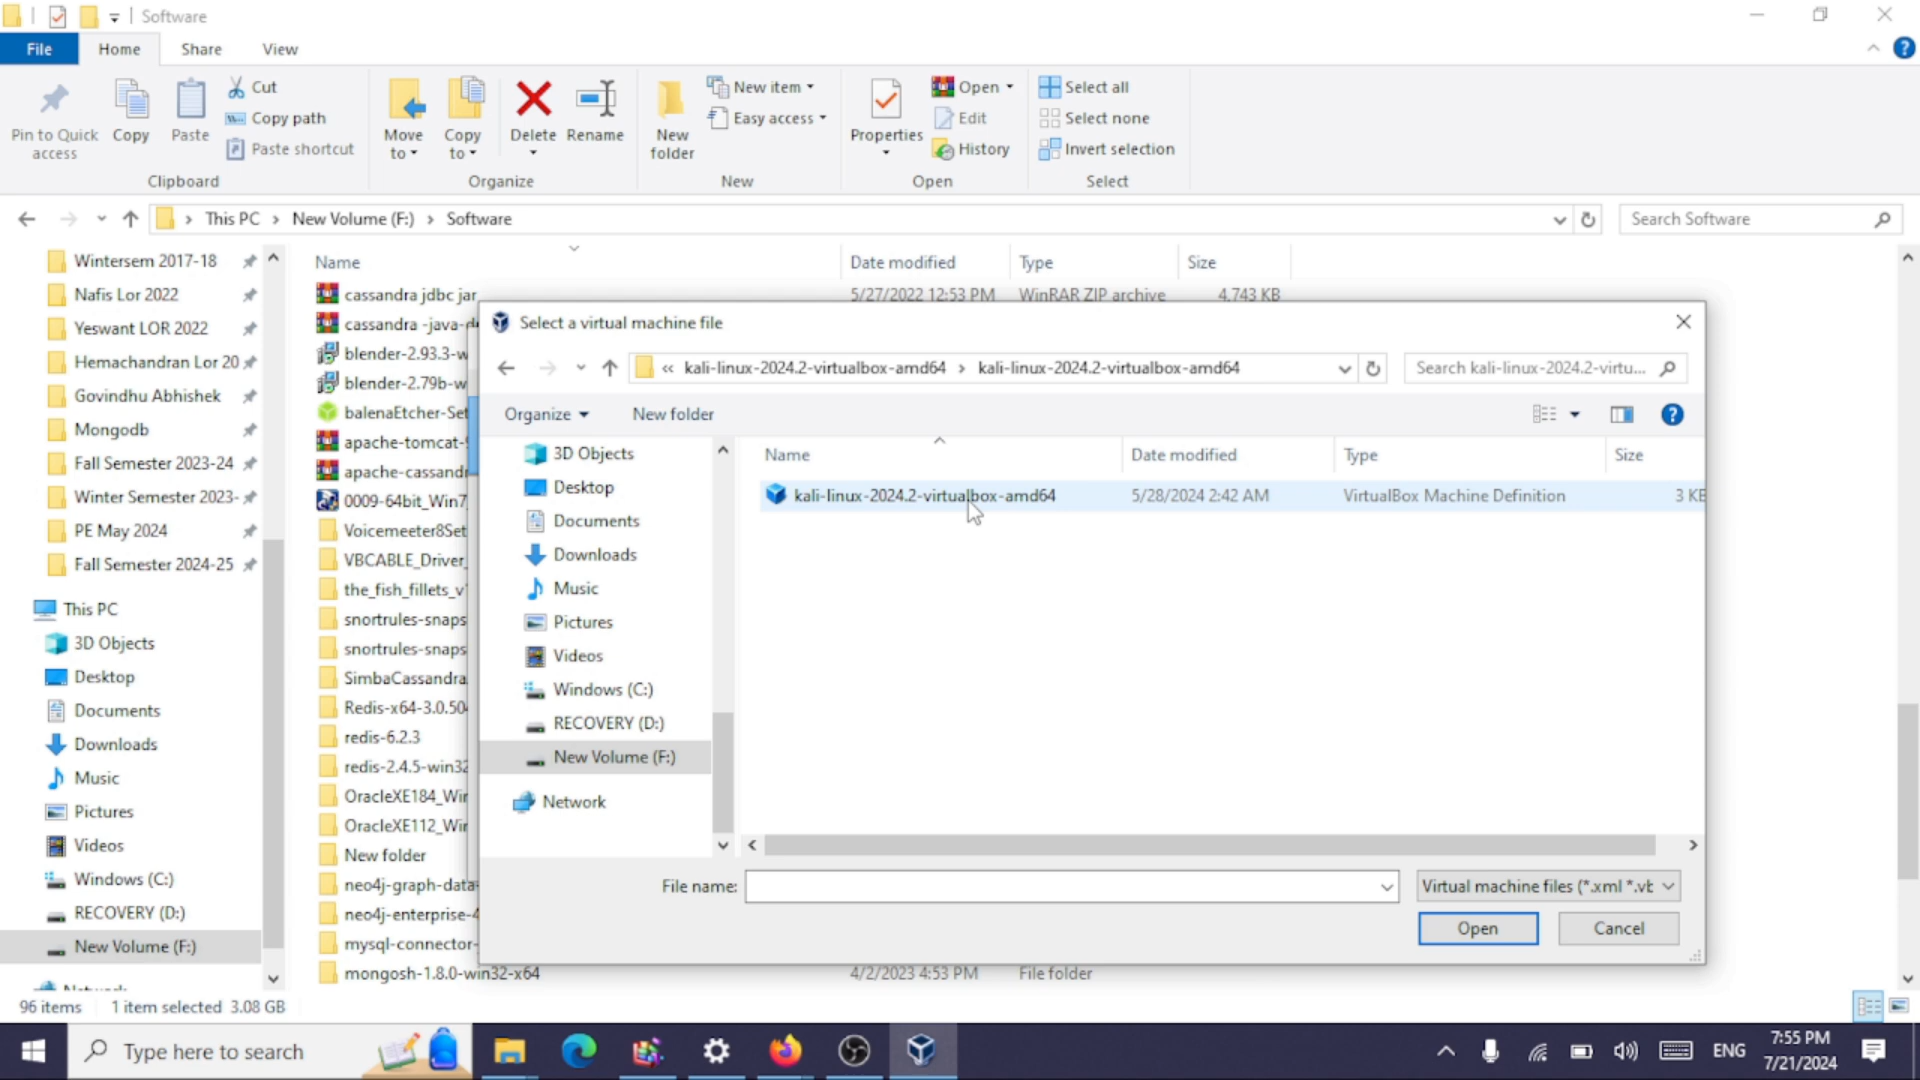 Software
File
Home
Share
View
Pin to Quick access
Copy
Paste
Cut
Copy path
Paste shortcut
Clipboard
Move to
Copy to
Delete
Rename
Organize
New folder
New item
Easy access
New
Properties
Open
Edit
History
Open
Select all
Select none
Invert selection
Select
This PC › New Volume (F:) › Software
Search Software
Wintersem 2017-18
Nafis Lor 2022
Yeswant LOR 2022
Hemachandran Lor 20
Govindhu Abhishek
Mongodb
Fall Semester 2023-24
Winter Semester 2023-
PE May 2024
Fall Semester 2024-25
This PC
3D Objects
Desktop
Documents
Downloads
Music
Pictures
Videos
Windows (C:)
RECOVERY (D:)
New Volume (F:)
Name Date modified Type Size
cassandra jdbc jar 5/27/2022 12:53 PM WinRAR ZIP archive 4,743 KB
cassandra -java-d
blender-2.93.3-w
blender-2.79b-w
balenaEtcher-Set
apache-tomcat-9
apache-cassandra
0009-64bit_Win7_
Voicemeeter8Set
VBCABLE_Driver_
the_fish_fillets_v
snortrules-snaps
snortrules-snaps
SimbaCassandra
Redis-x64-3.0.504
redis-6.2.3
redis-2.4.5-win32
OracleXE184_Wir
OracleXE112_Wir
New folder
neo4j-graph-data-
neo4j-enterprise-4
mysql-connector-
mongosh-1.8.0-win32-x64 4/2/2023 4:53 PM File folder
Select a virtual machine file
« kali-linux-2024.2-virtualbox-amd64 › kali-linux-2024.2-virtualbox-amd64
Search kali-linux-2024.2-virtu...
Organize
New folder
3D Objects
Desktop
Documents
Downloads
Music
Pictures
Videos
Windows (C:)
RECOVERY (D:)
New Volume (F:)
Network
Name Date modified Type Size
kali-linux-2024.2-virtualbox-amd64 5/28/2024 2:42 AM VirtualBox Machine Definition 3 KB
File name:
Virtual machine files (*.xml *.vb
Open
Cancel
96 items 1 item selected 3.08 GB
Type here to search
ENG
7:55 PM
7/21/2024